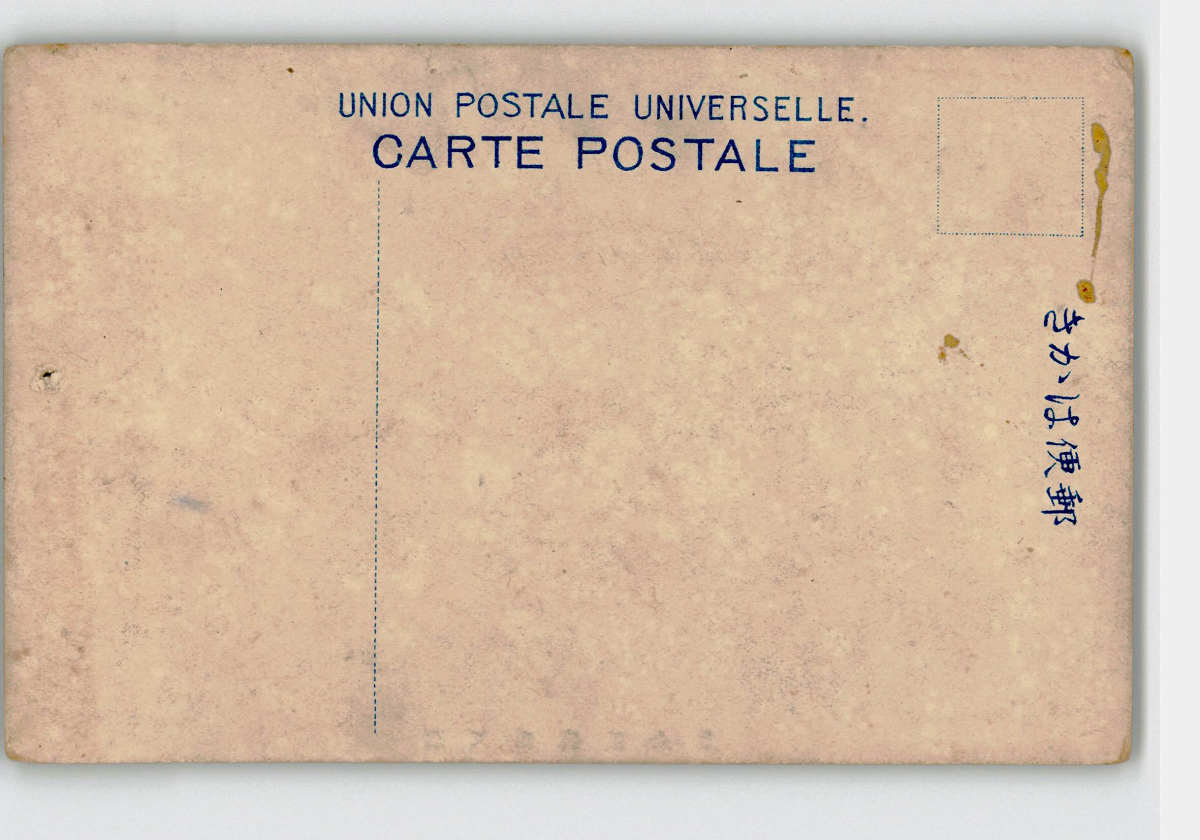 UNION POSTALE UNIVERSELLE.
CARTE POSTALE
郵便はかき